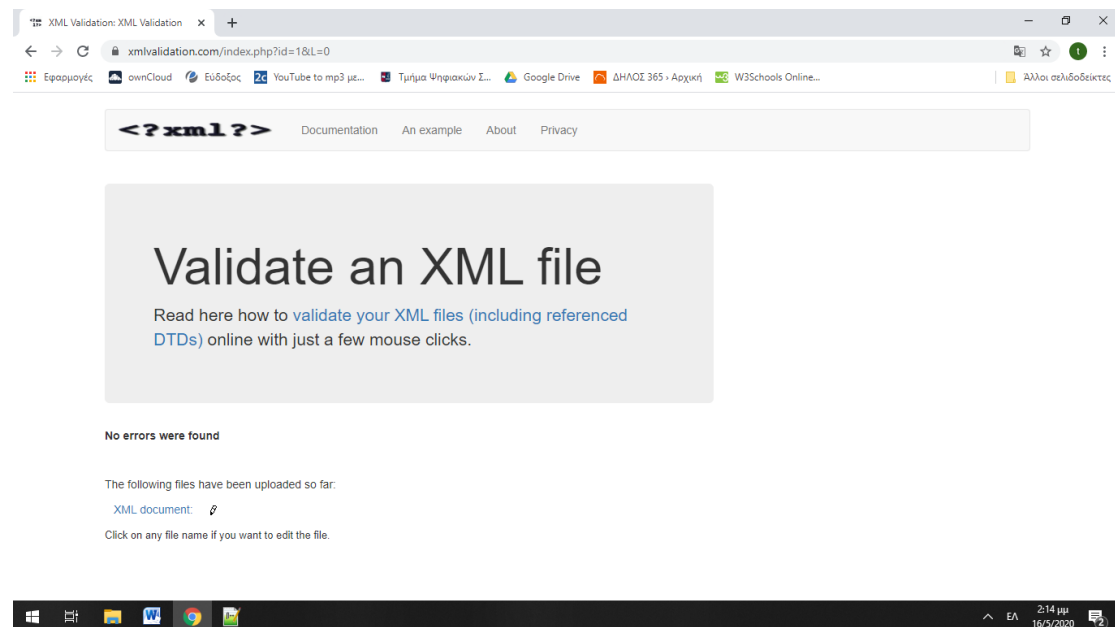 XML Validation: XML Validation
xmlvalidation.com/index.php?id=1&L=0
t
Εφαρμογές ownCloud Εύδοξος 2c YouTube to mp3 με... Τμήμα Ψηφιακών Σ... Google Drive ΔΗΛΟΣ 365 › Αρχική W3Schools Online... Άλλοι σελιδοδείκτες
<?xml?> Documentation An example About Privacy
Validate an XML file
Read here how to validate your XML files (including referenced
DTDs) online with just a few mouse clicks.
No errors were found
The following files have been uploaded so far:
XML document:
Click on any file name if you want to edit the file.
W
ΕΛ 2:14 μμ
16/5/2020 2